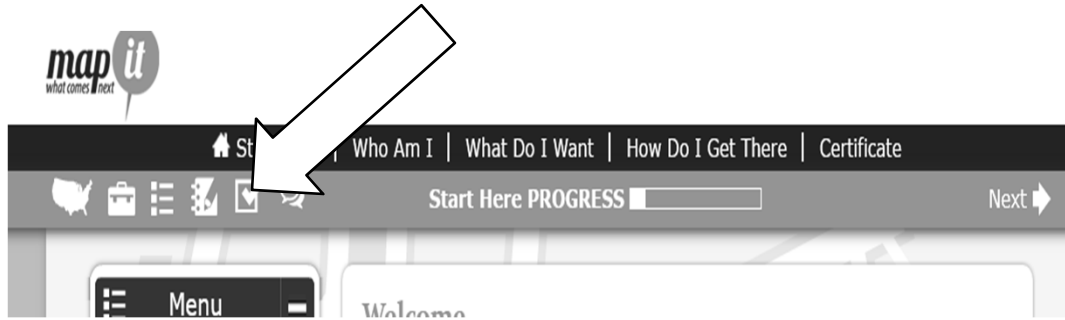 map it
what comes next
St | Who Am I | What Do I Want | How Do I Get There | Certificate
Start Here PROGRESS Next
Menu
Welcome